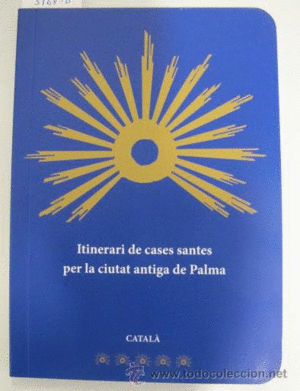 Itinerari de cases santes
per la ciutat antiga de Palma
CATALÀ
www.todocoleccion.net